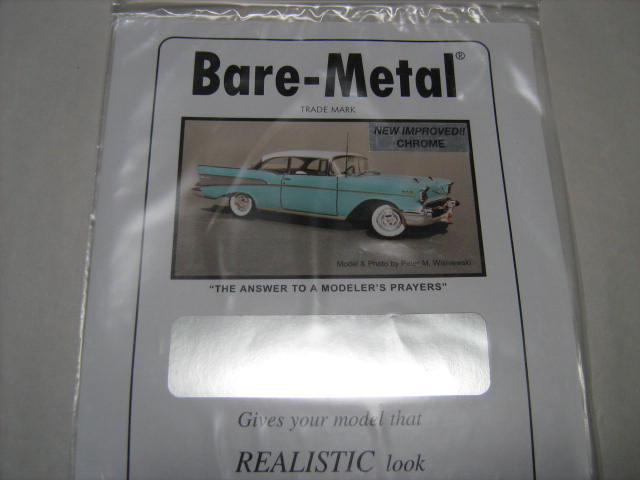 Bare-Metal®
TRADE MARK
NEW IMPROVED!!
CHROME
Model & Photo by Peter M. Wisniewski
"THE ANSWER TO A MODELER'S PRAYERS"
Gives your model that
REALISTIC look